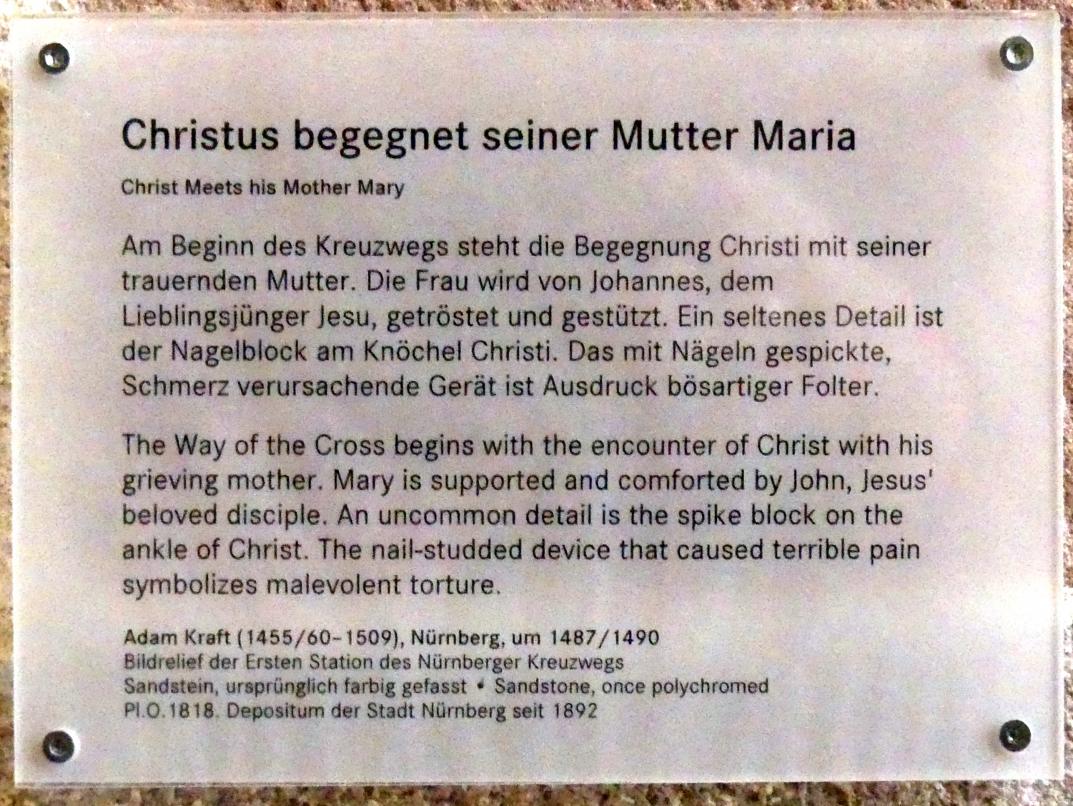 Christus begegnet seiner Mutter Maria
Christ Meets his Mother Mary
Am Beginn des Kreuzwegs steht die Begegnung Christi mit seiner
trauernden Mutter. Die Frau wird von Johannes, dem
Lieblingsjünger Jesu, getröstet und gestützt. Ein seltenes Detail ist
der Nagelblock am Knöchel Christi. Das mit Nägeln gespickte,
Schmerz verursachende Gerät ist Ausdruck bösartiger Folter.
The Way of the Cross begins with the encounter of Christ with his
grieving mother. Mary is supported and comforted by John, Jesus'
beloved disciple. An uncommon detail is the spike block on the
ankle of Christ. The nail-studded device that caused terrible pain
symbolizes malevolent torture.
Adam Kraft (1455/60–1509), Nürnberg, um 1487/1490
Bildrelief der Ersten Station des Nürnberger Kreuzwegs
Sandstein, ursprünglich farbig gefasst • Sandstone, once polychromed
Pl.O.1818. Depositum der Stadt Nürnberg seit 1892